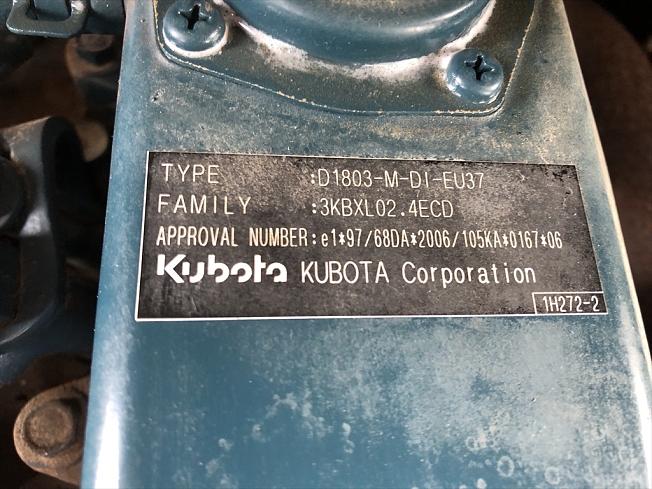 TYPE :D1803-M-DI-EU37
FAMILY :3KBXL02.4ECD
APPROVAL NUMBER:e1*97/68DA*2006/105KA*0167*06
Kubota KUBOTA Corporation
1H272-2